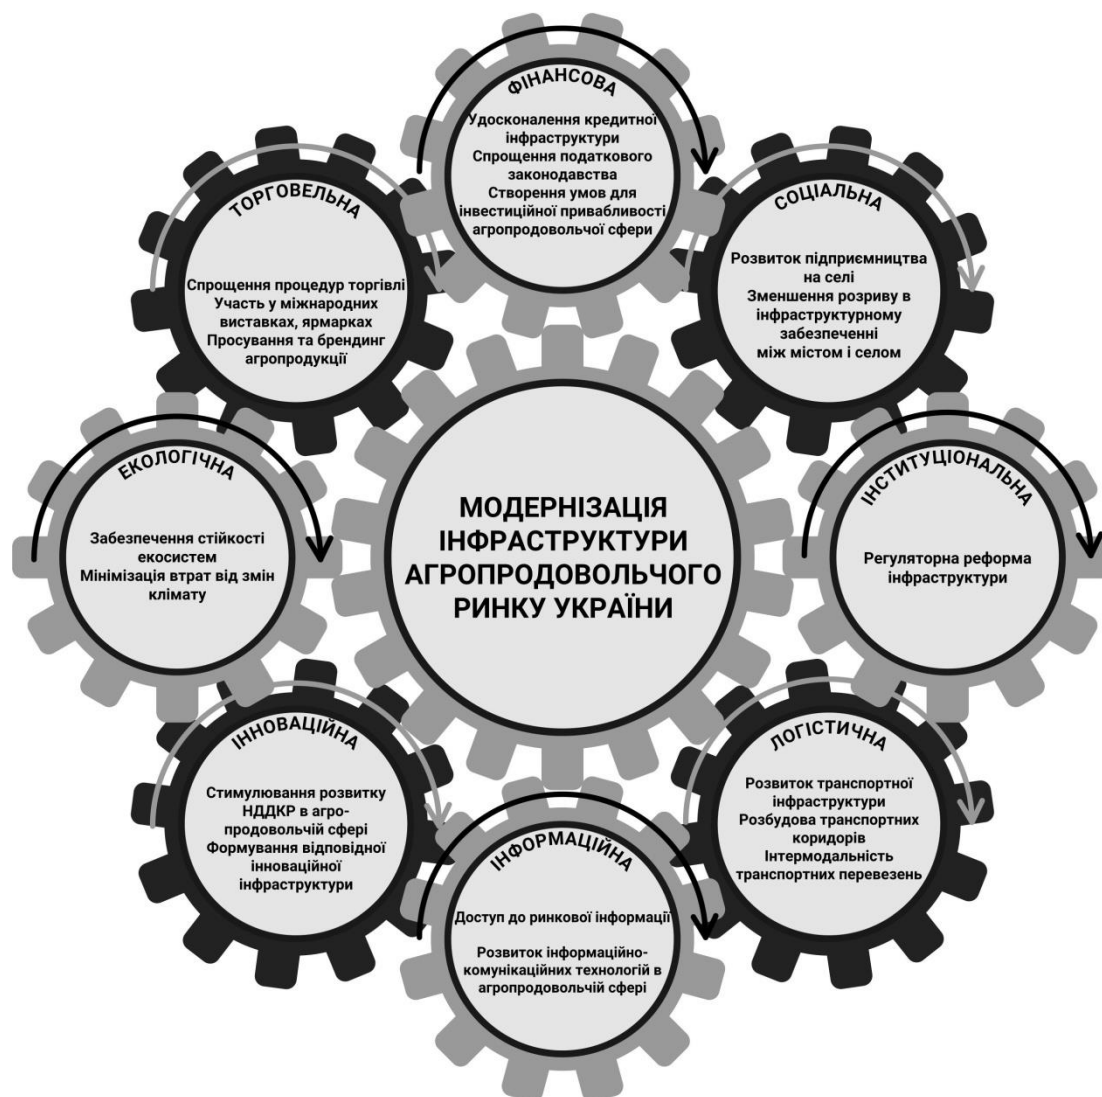 ФІНАНСОВА
Удосконалення кредитної
інфраструктури
Спрощення податкового
законодавства
Створення умов для
інвестиційної привабливості
агропродовольчої сфери
ТОРГОВЕЛЬНА
Спрощення процедур торгівлі
Участь у міжнародних
виставках, ярмарках
Просування та брендинг
агропродукції
СОЦІАЛЬНА
Розвиток підприємництва
на селі
Зменшення розриву в
інфраструктурному
забезпеченні
між містом і селом
ЕКОЛОГІЧНА
Забезпечення стійкості
екосистем
Мінімізація втрат від змін
клімату
МОДЕРНІЗАЦІЯ
ІНФРАСТРУКТУРИ
АГРОПРОДОВОЛЬЧОГО
РИНКУ УКРАЇНИ
ІНСТИТУЦІОНАЛЬНА
Регуляторна реформа
інфраструктури
ІННОВАЦІЙНА
Стимулювання розвитку
НДДКР в агро-
продовольчій сфері
Формування відповідної
інноваційної
інфраструктури
ІНФОРМАЦІЙНА
Доступ до ринкової інформації
Розвиток інформаційно-
комунікаційних технологій в
агропродовольчій сфері
ЛОГІСТИЧНА
Розвиток транспортної
інфраструктури
Розбудова транспортних
коридорів
Інтермодальність
транспортних перевезень